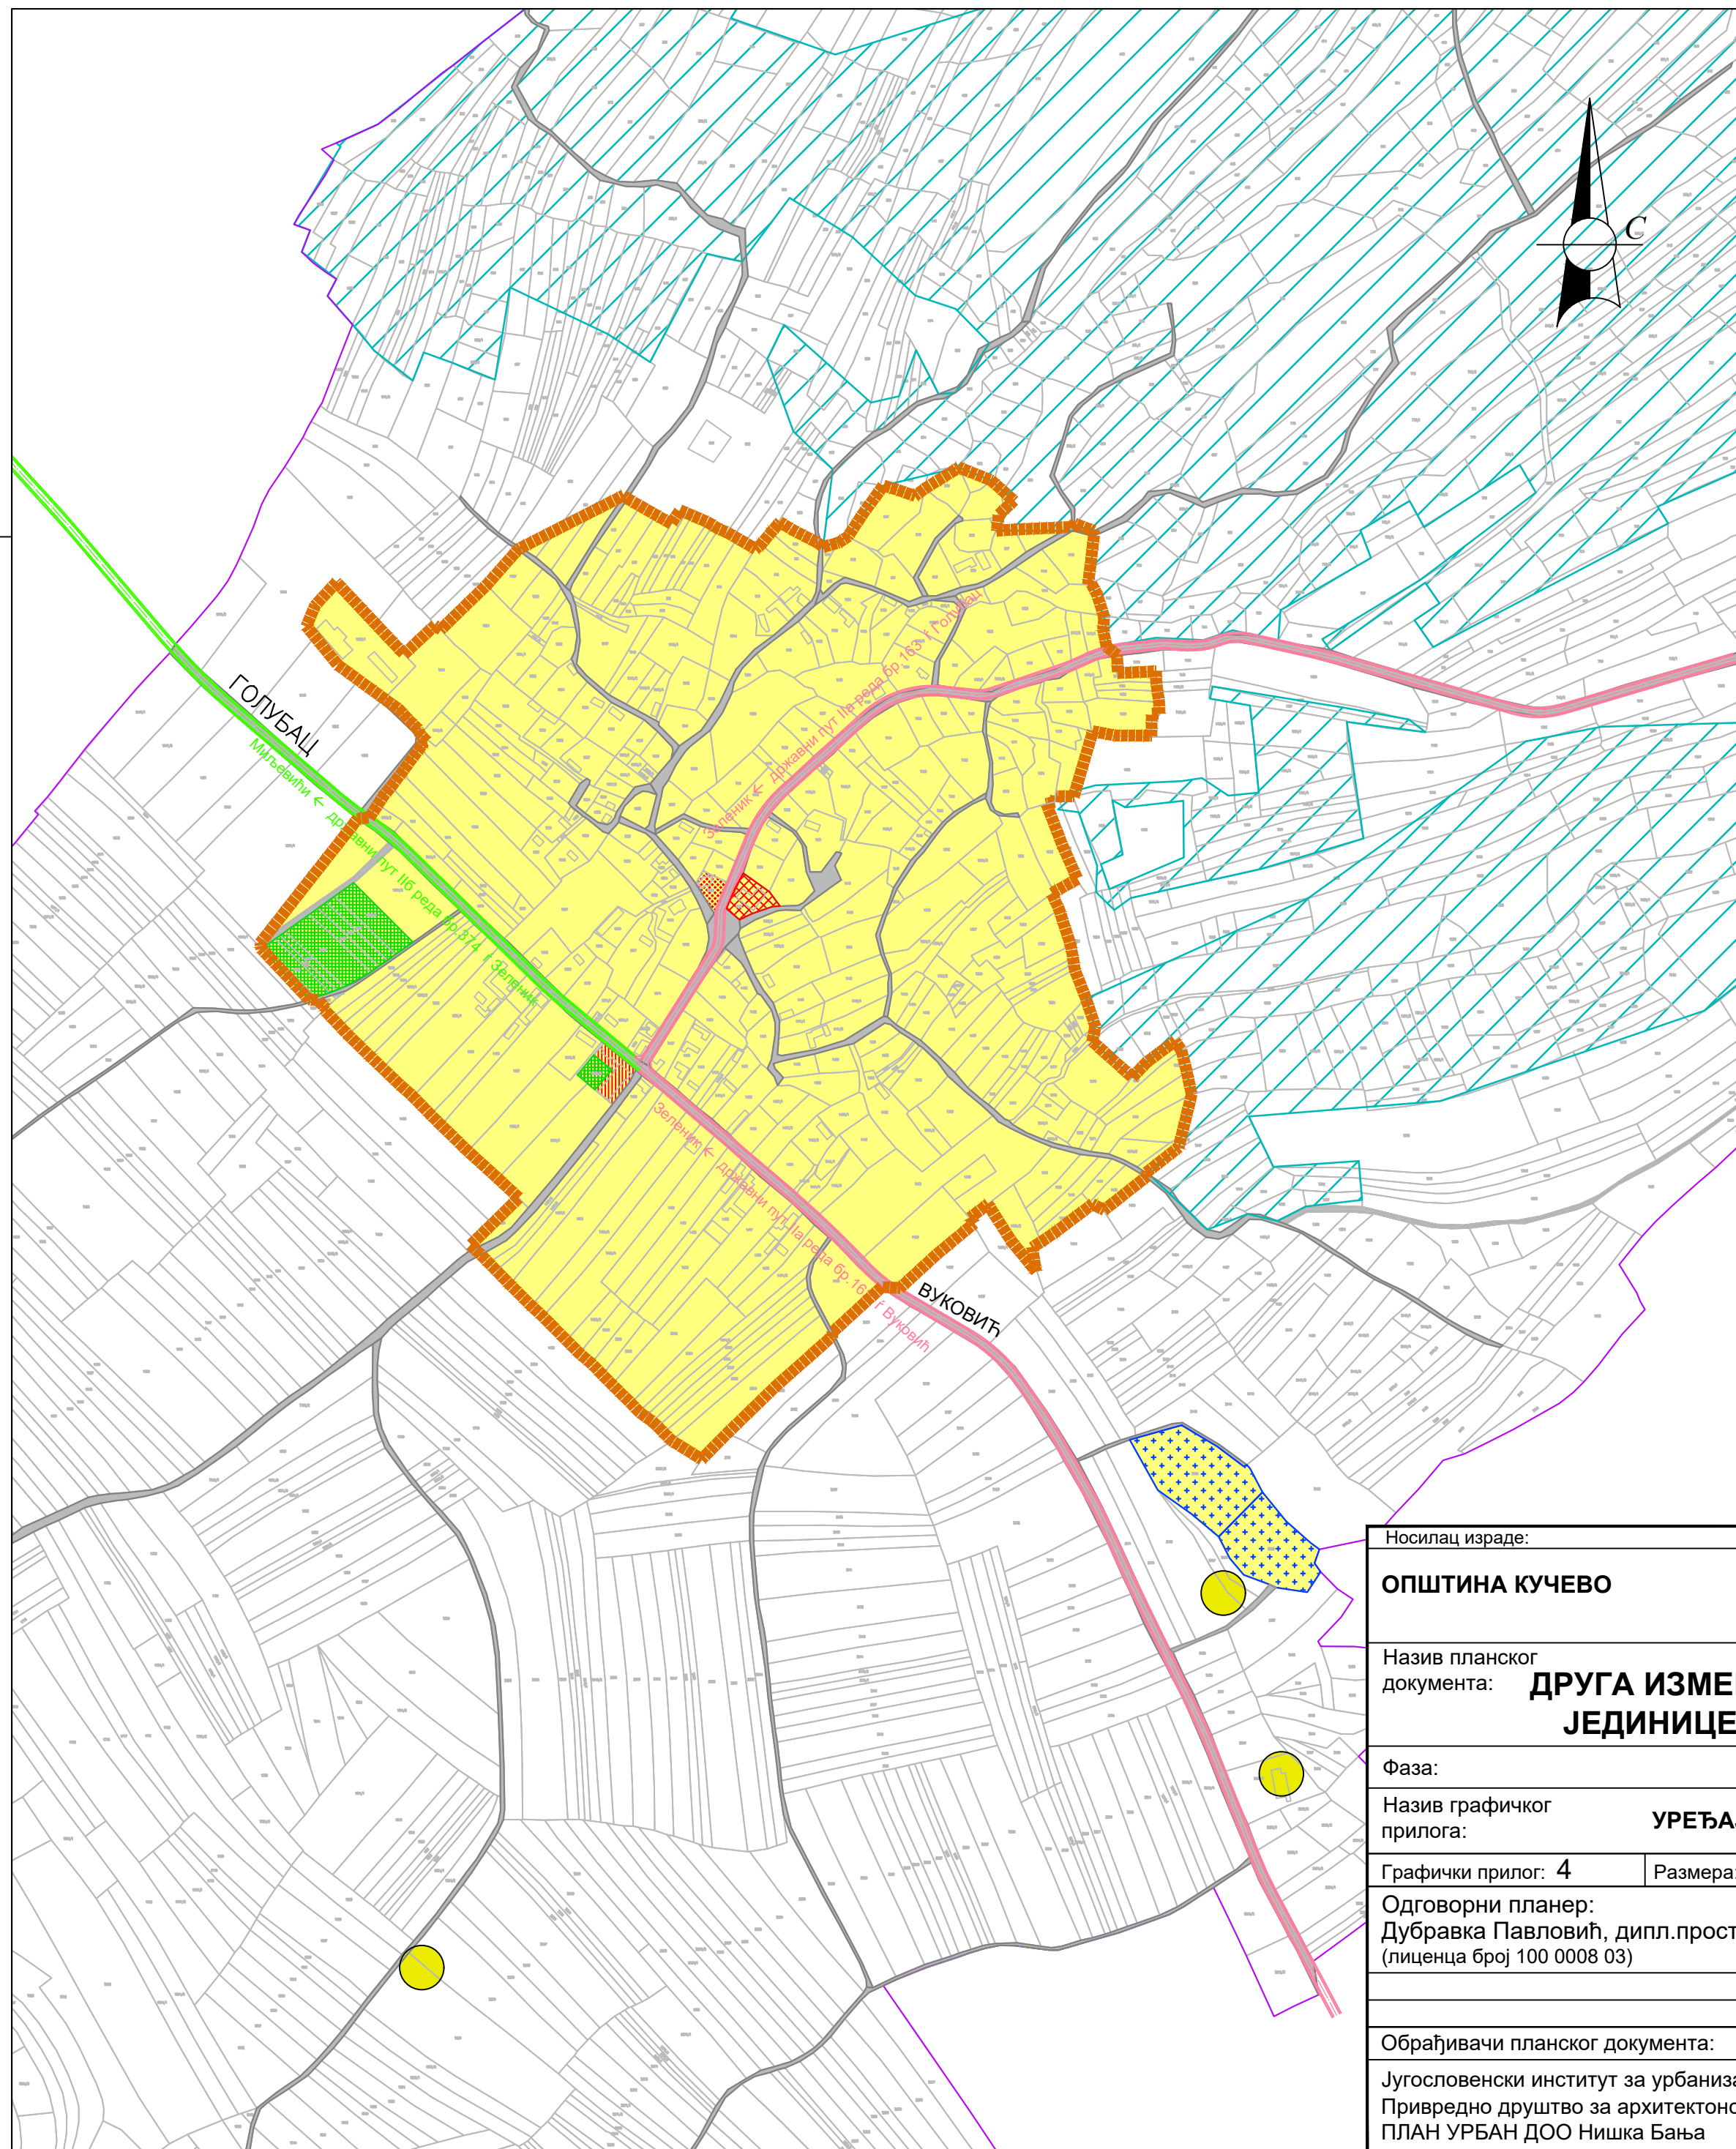 С
ГОЛУБАЦ
Миљевићи ← државни пут IIб реда бр.374 г Зеленик
Зеленик ← државни пут IIа реда бр.163 г Голубац
Зеленик ← државни пут IIа реда бр.163 г Вуковић
ВУКОВИЋ
Носилац израде:
ОПШТИНА КУЧЕВО
Назив планског
документа: ДРУГА ИЗМЕ
ЈЕДИНИЦЕ
Фаза:
Назив графичког
прилога: УРЕЂА
Графички прилог: 4 Размера:
Одговорни планер:
Дубравка Павловић, дипл.прост
(лиценца број 100 0008 03)
Обрађивачи планског документа:
Југословенски институт за урбаниза
Привредно друштво за архитектонс
ПЛАН УРБАН ДОО Нишка Бања